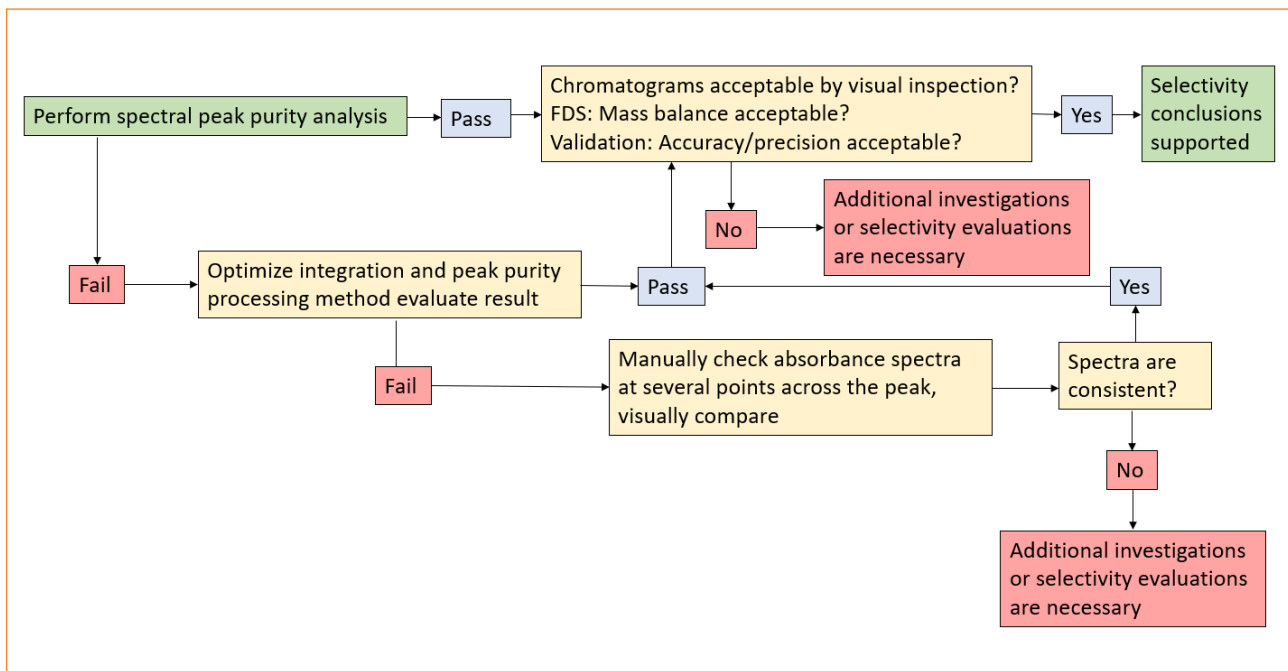 Perform spectral peak purity analysis
Pass
Chromatograms acceptable by visual inspection?
FDS: Mass balance acceptable?
Validation: Accuracy/precision acceptable?
Yes
Selectivity
conclusions
supported
No
Additional investigations
or selectivity evaluations
are necessary
Fail
Optimize integration and peak purity
processing method evaluate result
Pass
Yes
Fail
Manually check absorbance spectra
at several points across the peak,
visually compare
Spectra are
consistent?
No
Additional investigations
or selectivity evaluations
are necessary